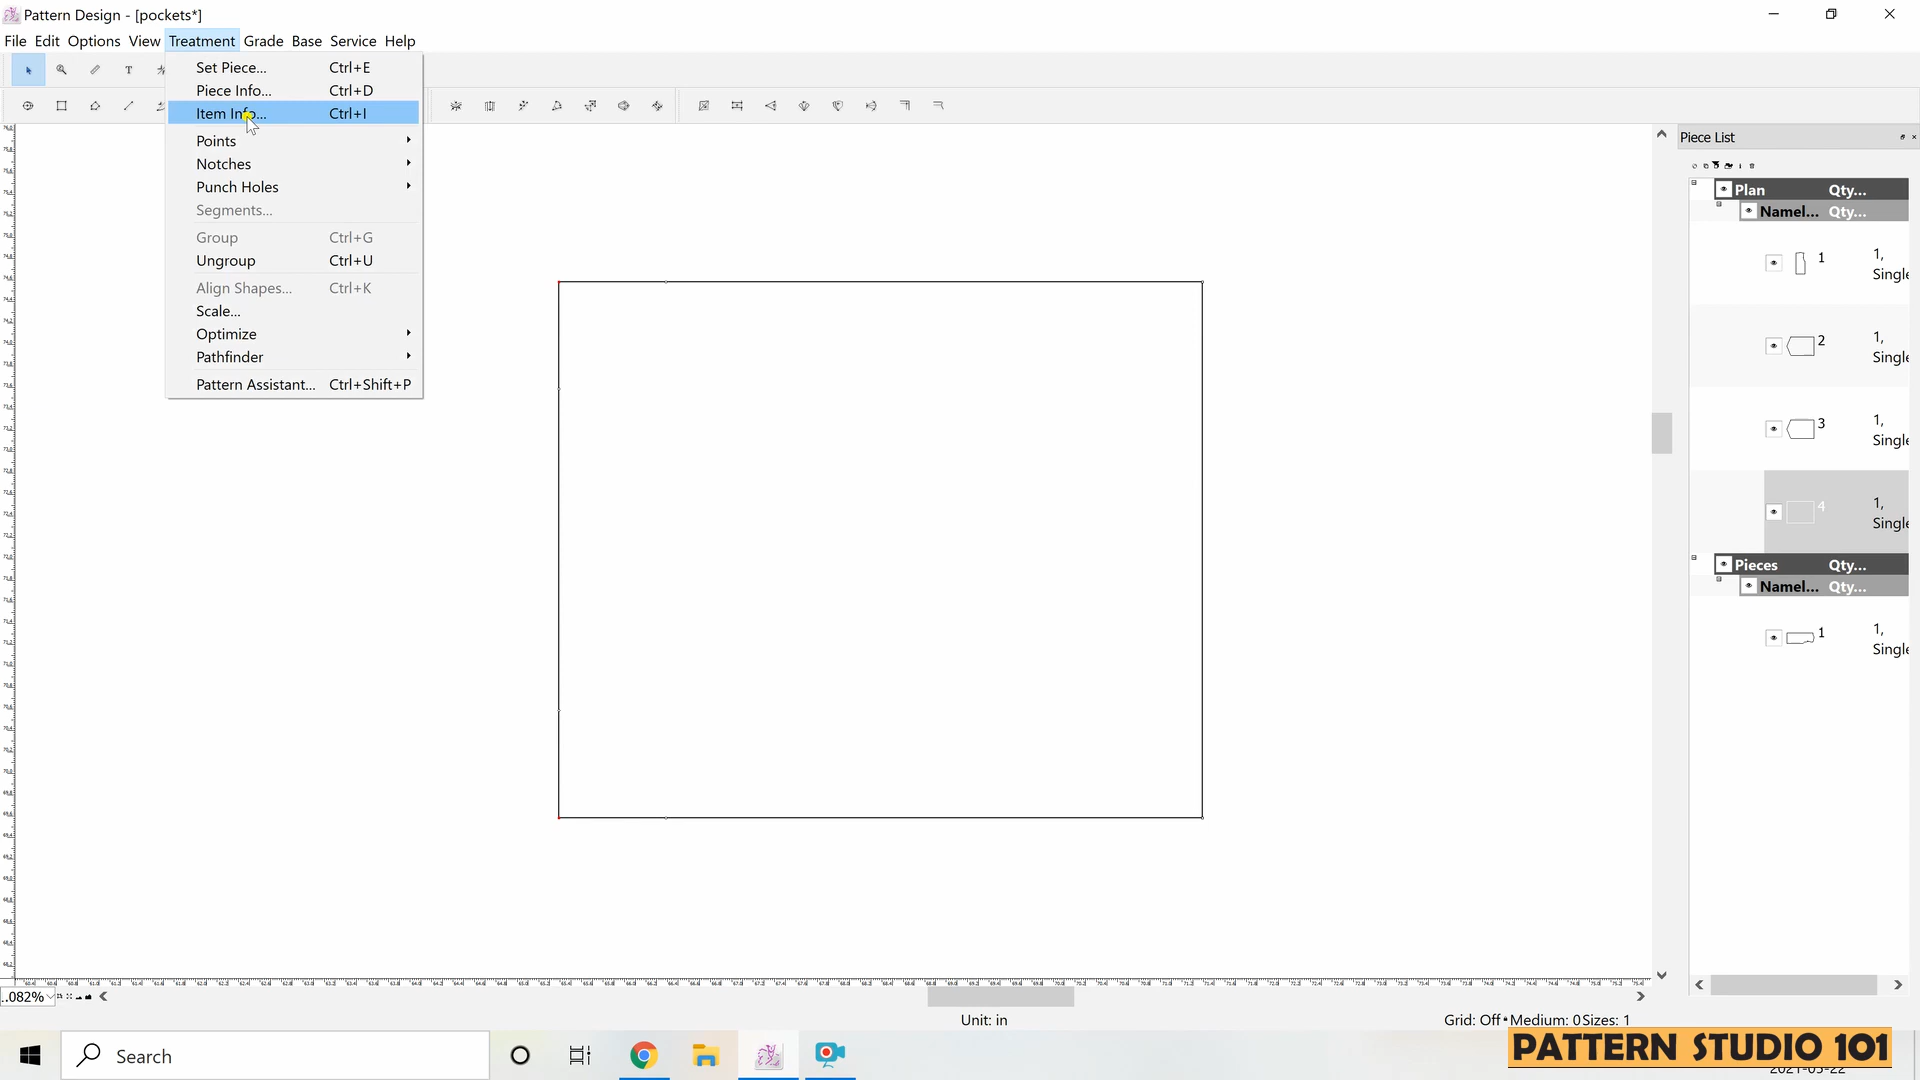 Pattern Design - [pockets*]
File Edit Options View Treatment Grade Base Service Help
Set Piece... Ctrl+E
Piece Info... Ctrl+D
Item Info... Ctrl+I
Points
Notches
Punch Holes
Segments...
Group Ctrl+G
Ungroup Ctrl+U
Align Shapes... Ctrl+K
Scale...
Optimize
Pathfinder
Pattern Assistant... Ctrl+Shift+P
Piece List
Plan Qty...
Namel... Qty...
1 1,
Single
2 1,
Single
3 1,
Single
4 1,
Single
Pieces Qty...
Namel... Qty...
1 1,
Single
..082%
Unit: in
Grid: Off Medium: 0 Sizes: 1
Search
PATTERN STUDIO 101
2021-05-22